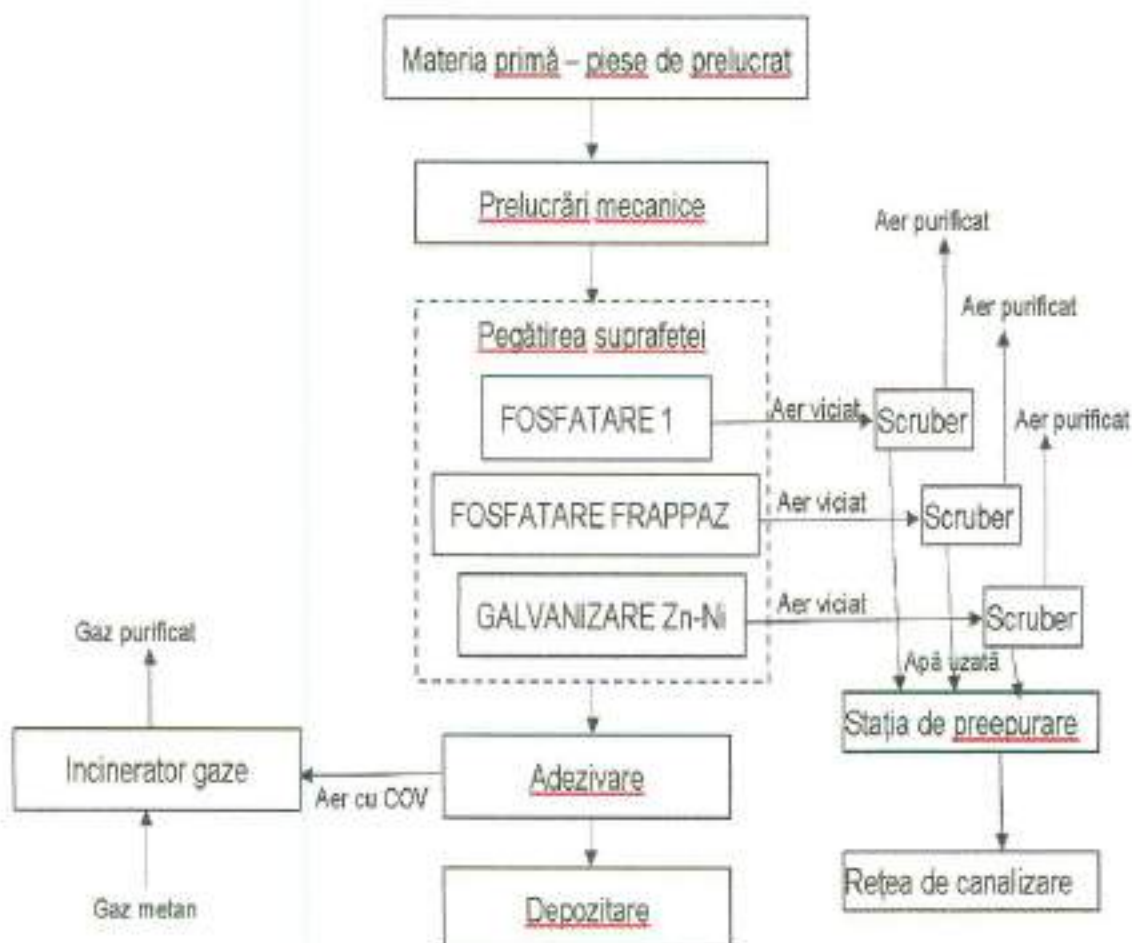 Materia primă – piese de prelucrat
Prelucrări mecanice
Pegătirea suprafeței
FOSFATARE 1
Aer viciat
Scruber
Aer purificat
FOSFATARE FRAPPAZ
Aer viciat
Scruber
Aer purificat
GALVANIZARE Zn-Ni
Aer viciat
Scruber
Aer purificat
Apă uzată
Stația de preepurare
Rețea de canalizare
Adezivare
Aer cu COV
Incinerator gaze
Gaz purificat
Gaz metan
Depozitare